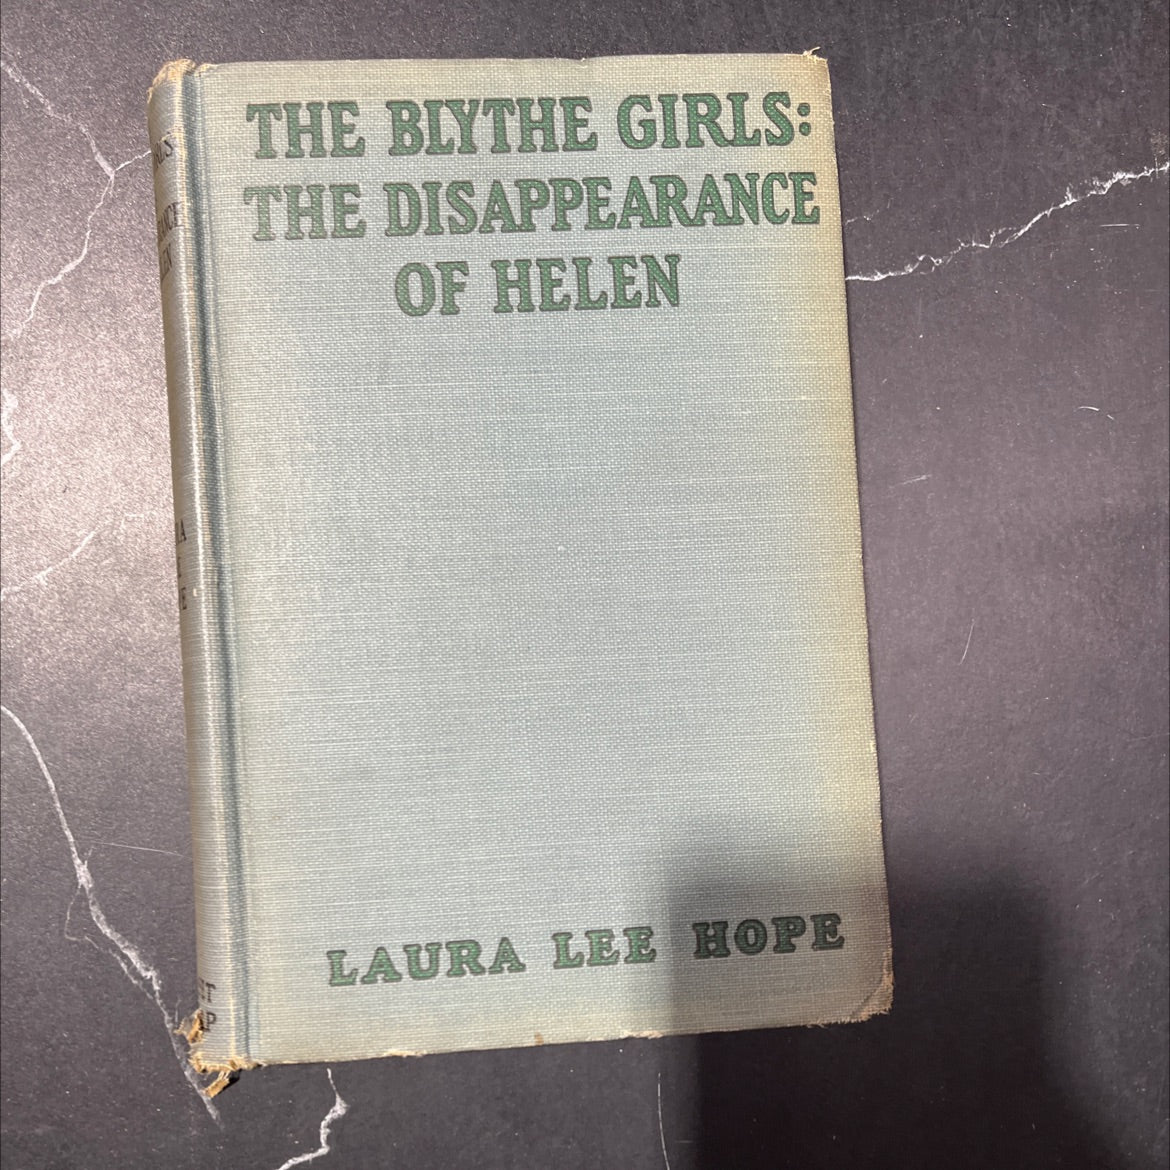 THE BLYTHE GIRLS:
THE DISAPPEARANCE
OF HELEN
LAURA LEE HOPE